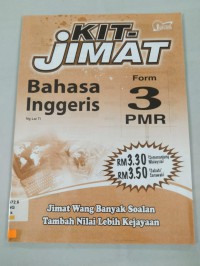 KIT-
JIMAT
Bahasa
Inggeris
Form
3
PMR
RM3.30
RM3.50
Jimat Wang Banyak Soalan
Tambah Nilai Lebih Kejayaan